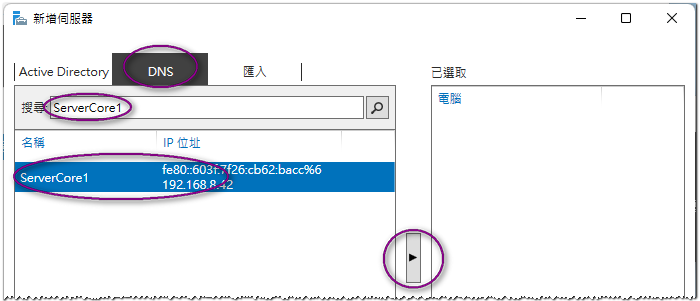 新增伺服器
Active Directory DNS 匯入
已選取
搜尋: ServerCore1
電腦
名稱 IP 位址
ServerCore1 fe80::603f:7f26:cb62:bacc%6
192.168.8.42